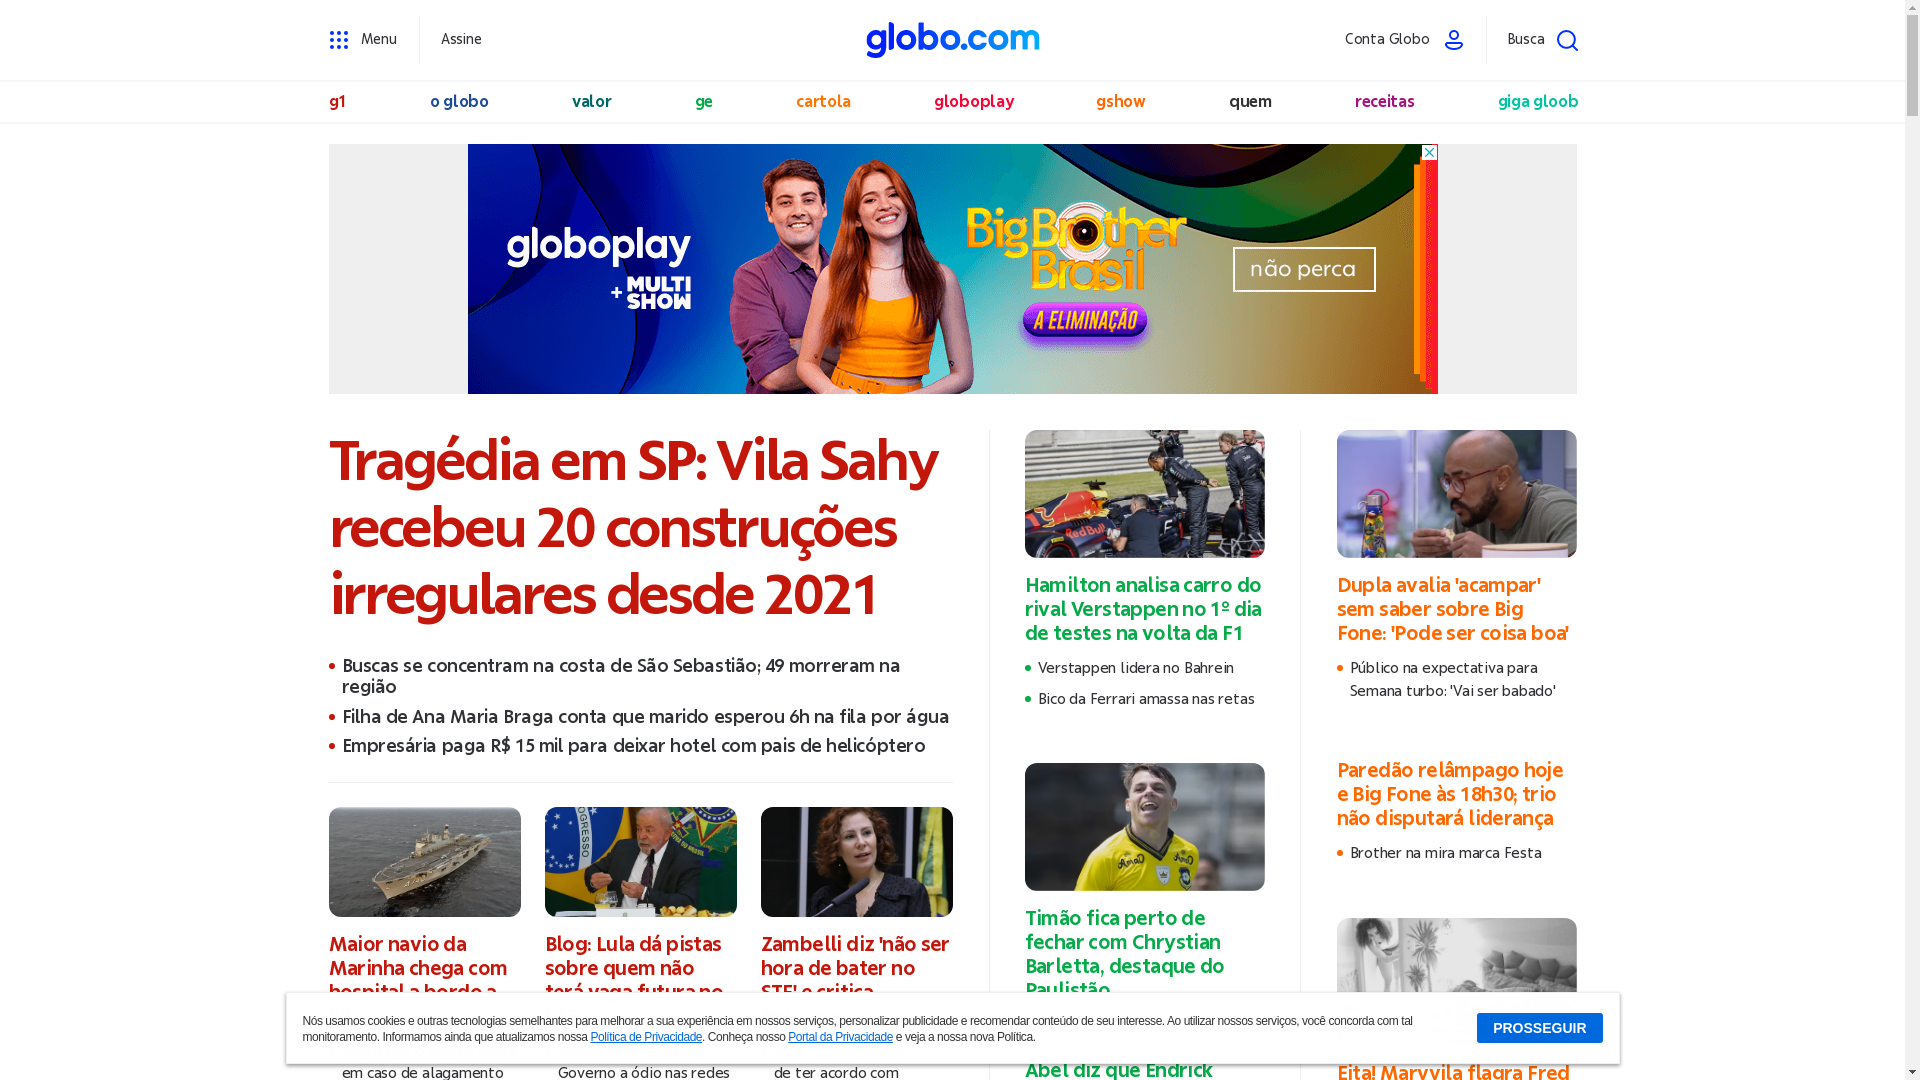 Menu
Assine
globo.com
Conta Globo
Busca
g1
o globo
valor
ge
cartola
globoplay
gshow
quem
receitas
giga gloob
globoplay
+ MULTI
SHOW
Big Brother
Brasil
A ELIMINAÇÃO
não perca
Tragédia em SP: Vila Sahy
recebeu 20 construções
irregulares desde 2021
Buscas se concentram na costa de São Sebastião; 49 morreram na
região
Filha de Ana Maria Braga conta que marido esperou 6h na fila por água
Empresária paga R$ 15 mil para deixar hotel com pais de helicóptero
Maior navio da
Marinha chega com
hospital a bordo a
em caso de alagamento
Blog: Lula dá pistas
sobre quem não
terá vaga futura no
Governo a ódio nas redes
Zambelli diz 'não ser
hora de bater no
STF' e critica
de ter acordo com
Red Bull
Hamilton analisa carro do
rival Verstappen no 1º dia
de testes na volta da F1
Verstappen lidera no Bahrein
Bico da Ferrari amassa nas retas
Timão fica perto de
fechar com Chrystian
Barletta, destaque do
Paulistão
Abel diz que Endrick
Dupla avalia 'acampar'
sem saber sobre Big
Fone: 'Pode ser coisa boa'
Público na expectativa para
Semana turbo: 'Vai ser babado'
Paredão relâmpago hoje
e Big Fone às 18h30; trio
não disputará liderança
Brother na mira marca Festa
Eita! Marvvila flagra Fred
Nós usamos cookies e outras tecnologias semelhantes para melhorar a sua experiência em nossos serviços, personalizar publicidade e recomendar conteúdo de seu interesse. Ao utilizar nossos serviços, você concorda com tal
monitoramento. Informamos ainda que atualizamos nossa Política de Privacidade. Conheça nosso Portal da Privacidade e veja a nossa nova Política.
PROSSEGUIR